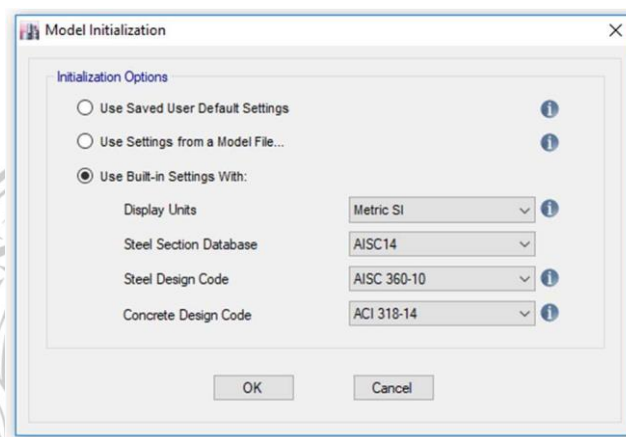 Model Initialization
Initialization Options
Use Saved User Default Settings
Use Settings from a Model File...
Use Built-in Settings With:
Display Units Metric SI
Steel Section Database AISC14
Steel Design Code AISC 360-10
Concrete Design Code ACI 318-14
OK Cancel